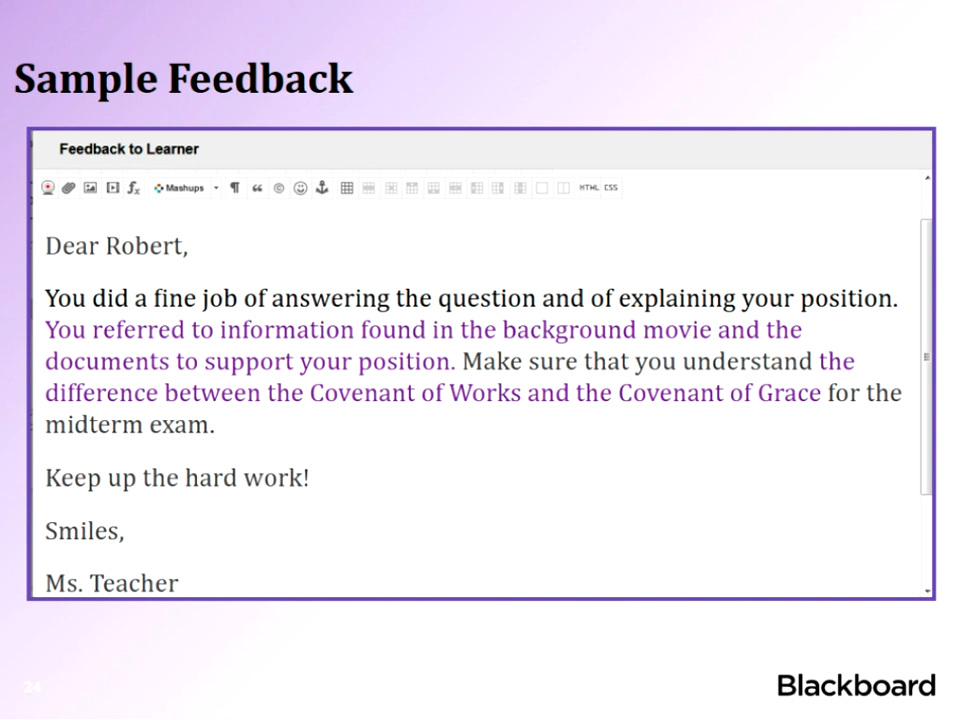 Sample Feedback
Feedback to Learner
Mashups
HTML CSS
Dear Robert,
You did a fine job of answering the question and of explaining your position.
You referred to information found in the background movie and the
documents to support your position. Make sure that you understand the
difference between the Covenant of Works and the Covenant of Grace for the
midterm exam.
Keep up the hard work!
Smiles,
Ms. Teacher
24
Blackboard